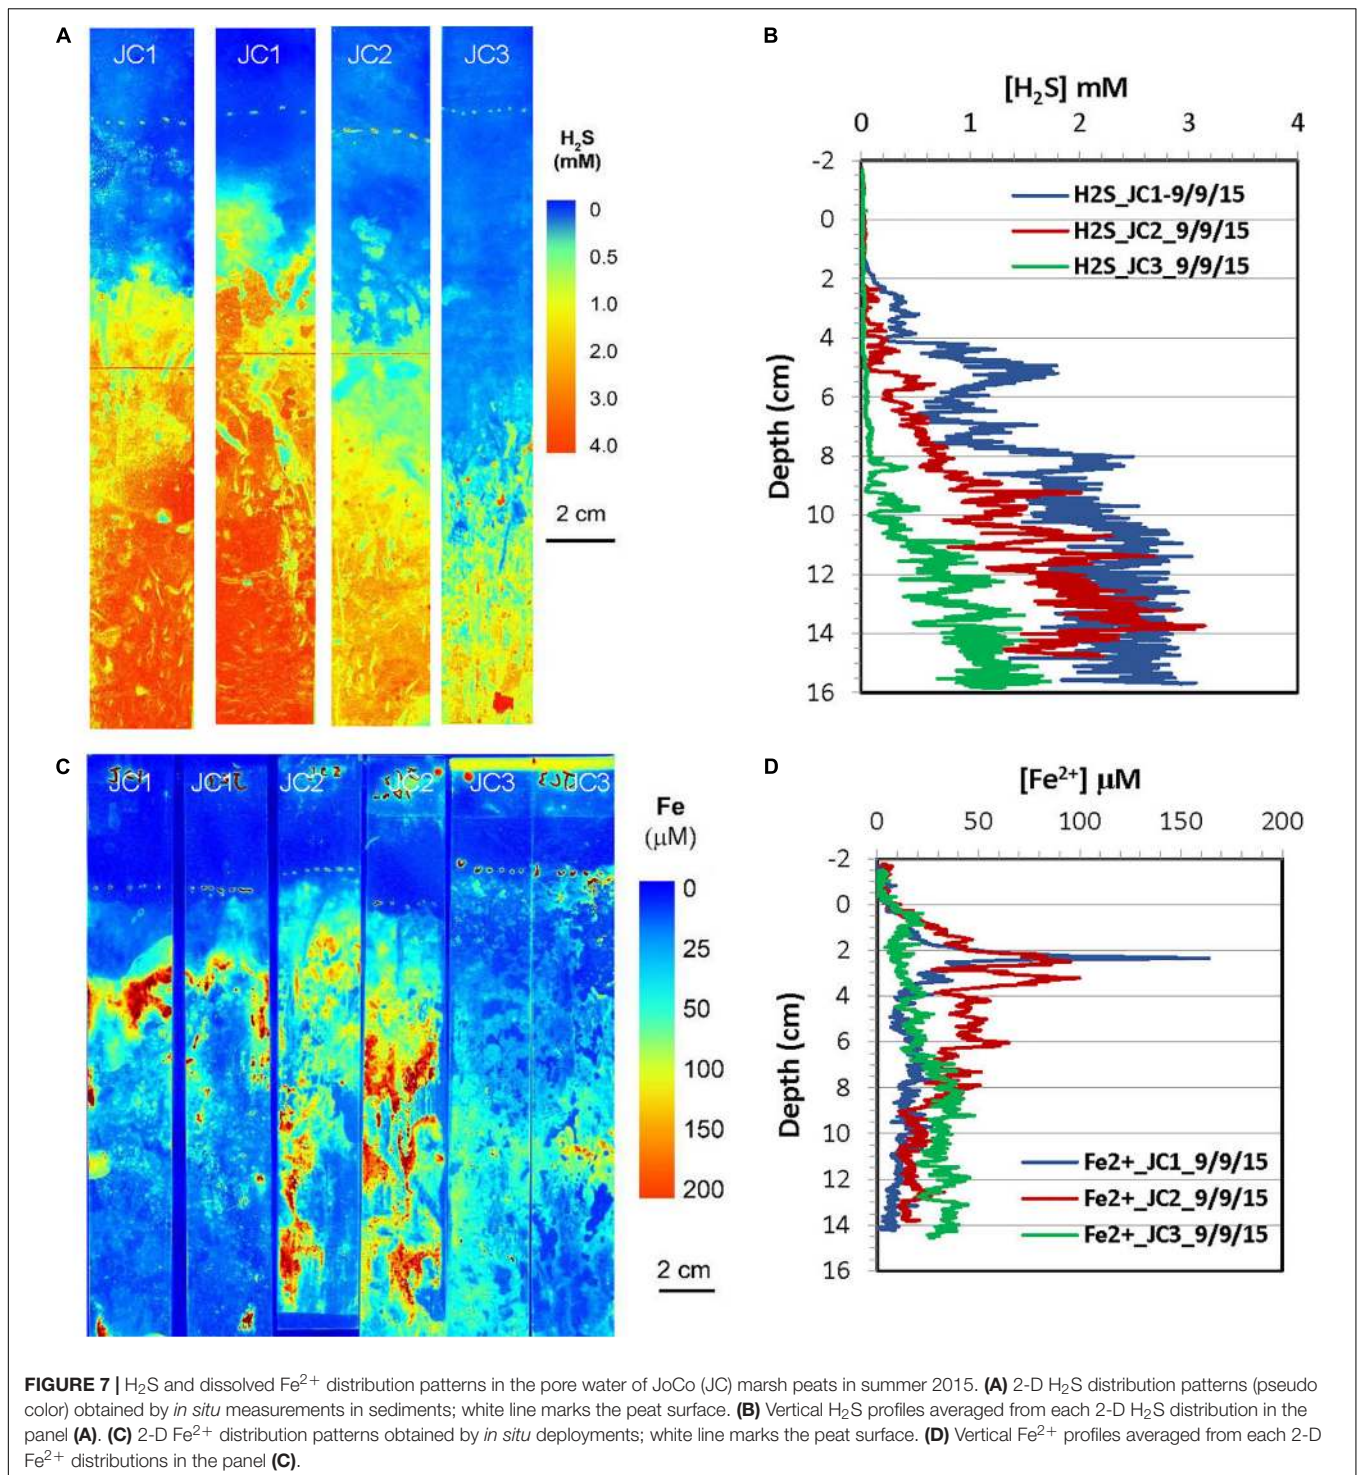 A
JC1
JC1
JC2
JC3
H₂S
(mM)
0
0.5
1.0
2.0
3.0
4.0
2 cm
B
[H₂S] mM
0 1 2 3 4
-2
0
2
4
6
8
10
12
14
16
Depth (cm)
H2S_JC1-9/9/15
H2S_JC2_9/9/15
H2S_JC3_9/9/15
C
JC1
JC1
JC2
JC2
JC3
JC3
Fe
(μM)
0
25
50
100
150
200
2 cm
D
[Fe²⁺] μM
0 50 100 150 200
-2
0
2
4
6
8
10
12
14
16
Depth (cm)
Fe2+_JC1_9/9/15
Fe2+_JC2_9/9/15
Fe2+_JC3_9/9/15
FIGURE 7 | H₂S and dissolved Fe²⁺ distribution patterns in the pore water of JoCo (JC) marsh peats in summer 2015. (A) 2-D H₂S distribution patterns (pseudo
color) obtained by in situ measurements in sediments; white line marks the peat surface. (B) Vertical H₂S profiles averaged from each 2-D H₂S distribution in the
panel (A). (C) 2-D Fe²⁺ distribution patterns obtained by in situ deployments; white line marks the peat surface. (D) Vertical Fe²⁺ profiles averaged from each 2-D
Fe²⁺ distributions in the panel (C).